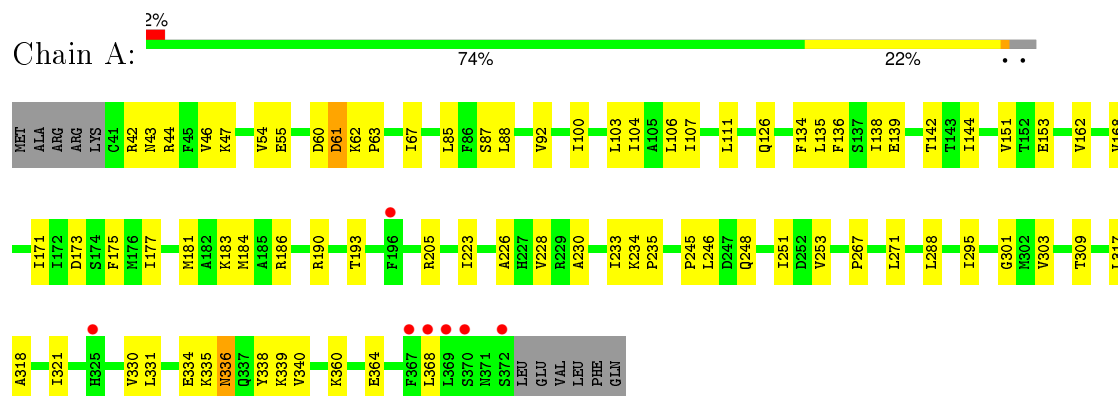 2%
Chain A:
74% 22% • •
MET ALA ARG ARG LYS C41 R42 N43 R44 F45 V46 K47 V54 E55 D60 D61 K62 P63 I67 L85 F86 S87 L88 V92 I100 L103 I104 A105 L106 I107 L111 Q126 F134 L135 F136 S137 I138 E139 T142 T143 I144 V151 T152 E153 V162 V168
I171 I172 D173 S174 F175 M176 I177 M181 A182 K183 M184 A185 R186 R190 T193 F196 R205 I223 A226 H227 V228 R229 A230 I233 K234 P235 P245 L246 D247 Q248 I251 D252 V253 P267 L271 L288 I295 G301 M302 V303 T309 L317
A318 I321 H325 V330 L331 E334 K335 N336 Q337 Y338 K339 V340 K360 E364 F367 L368 L369 S370 N371 S372 LEU GLU VAL LEU PHE GLN